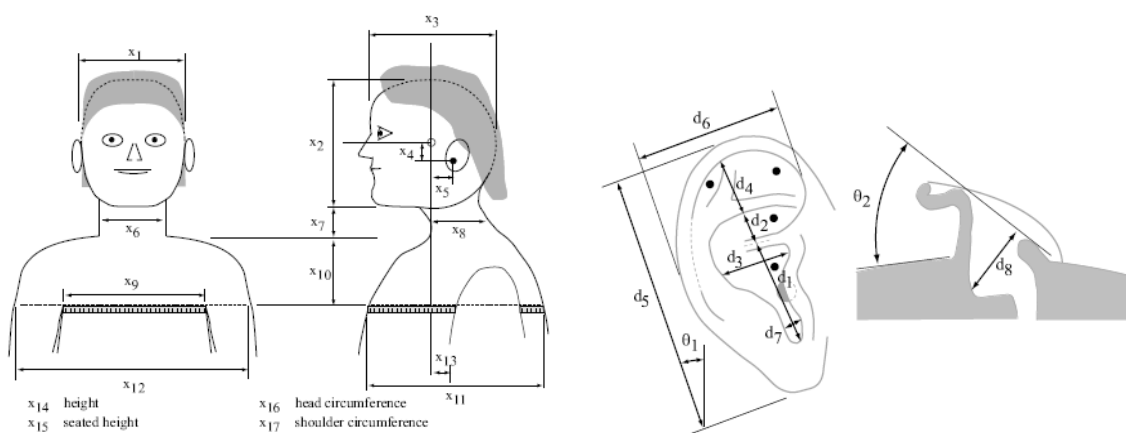 x1
x3
x2
x4
x5
x6
x7
x8
x9
x10
x13
x12
x11
x14 height
x15 seated height
x16 head circumference
x17 shoulder circumference
d6
d4
d2
d3
d1
d5
d7
θ1
θ2
d8